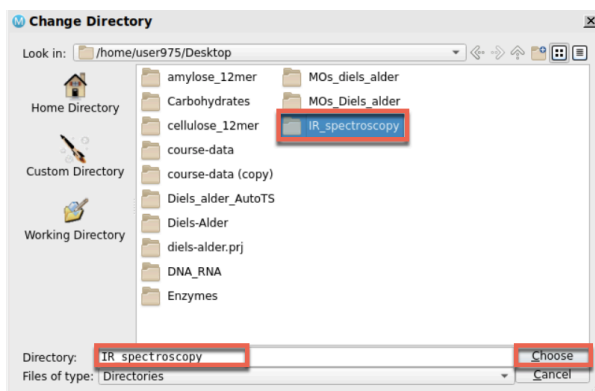 Change Directory
Look in: /home/user975/Desktop
Home Directory
Custom Directory
Working Directory
amylose_12mer
Carbohydrates
cellulose_12mer
course-data
course-data (copy)
Diels_alder_AutoTS
Diels-Alder
diels-alder.prj
DNA_RNA
Enzymes
MOs_diels_alder
MOs_Diels_alder
IR_spectroscopy
Directory: IR_spectroscopy Choose
Files of type: Directories Cancel